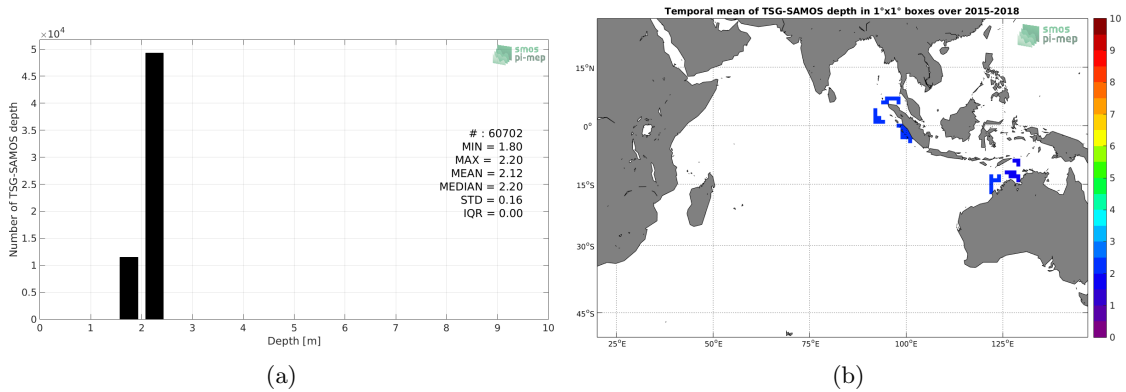 ×10⁴
5
4.5
4
3.5
3
2.5
2
1.5
1
0.5
0
Number of TSG-SAMOS depth
smos
pi-mep
# : 60702
MIN = 1.80
MAX = 2.20
MEAN = 2.12
MEDIAN = 2.20
STD = 0.16
IQR = 0.00
0 1 2 3 4 5 6 7 8 9 10
Depth [m]
(a)
Temporal mean of TSG-SAMOS depth in 1°x1° boxes over 2015-2018
smos
pi-mep
15°N
0°
15°S
30°S
45°S
25°E 50°E 75°E 100°E 125°E
10
9
8
7
6
5
4
3
2
1
0
(b)